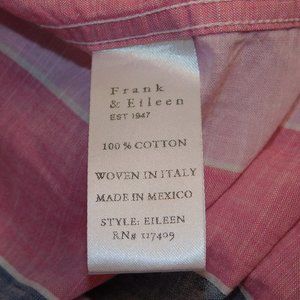 Frank
& Eileen
EST 1947
100% COTTON
WOVEN IN ITALY
MADE IN MEXICO
STYLE: EILEEN
RN# 117409